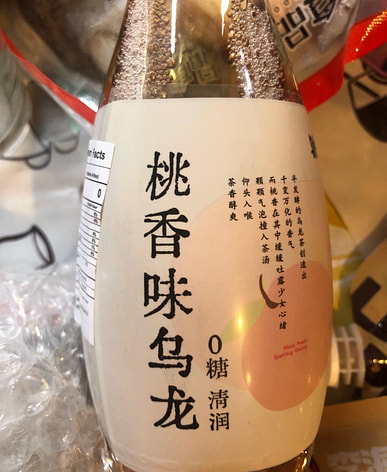 桃香味乌龙
0糖 清润
半发酵的乌龙茶创造出
千变万化的香气
而桃香在其中缓缓吐露少女心绪
颗颗气泡撞入茶汤
仰头入喉
茶香醇爽
White Peach
Sparkling Oolong
Facts
0